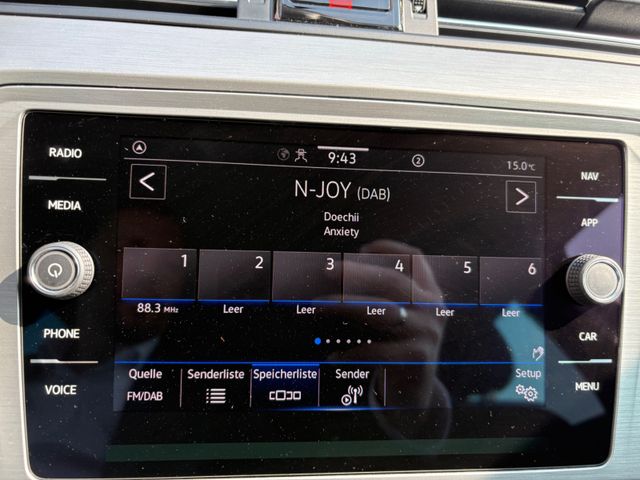 RADIO
MEDIA
PHONE
VOICE
9:43
2
15.0°C
N-JOY (DAB)
Doechii
Anxiety
1
2
3
4
5
6
88.3 MHz
Leer
Leer
Leer
Leer
Leer
Quelle
FM/DAB
Senderliste
Speicherliste
Sender
Setup
NAV
APP
CAR
MENU